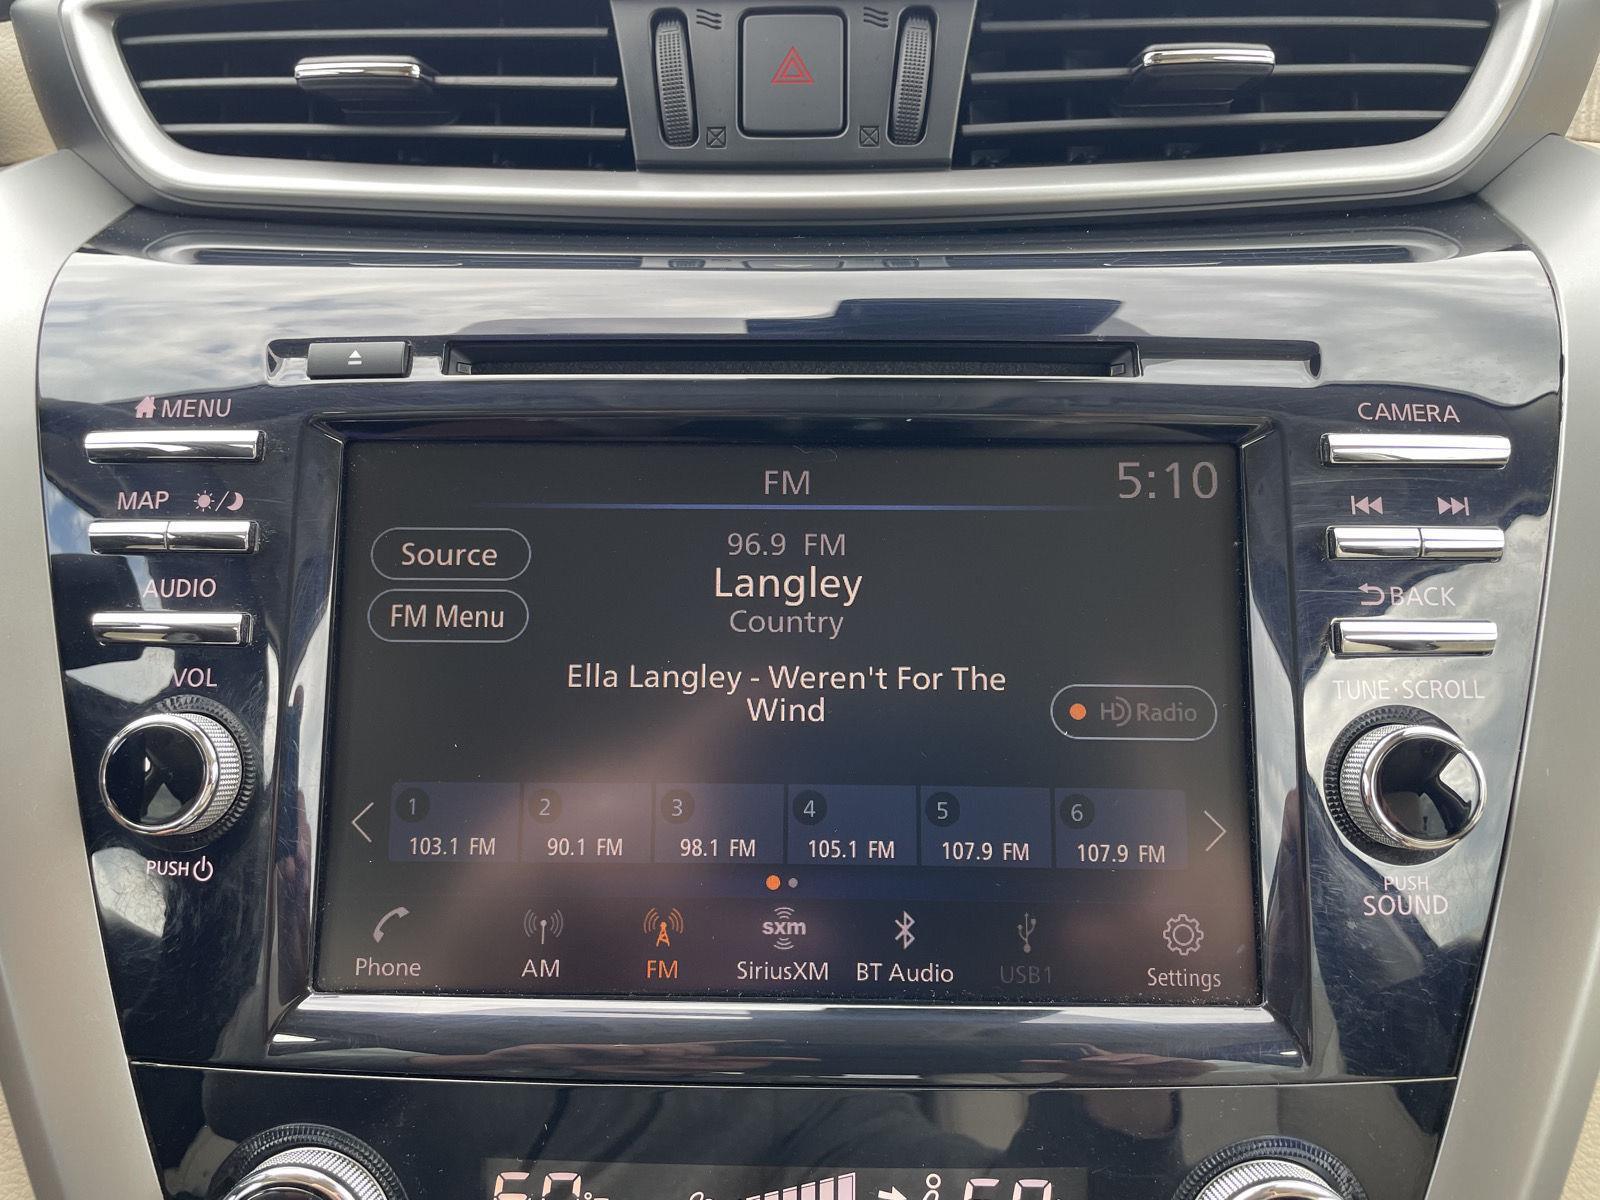 MENU
CAMERA
MAP
AUDIO
BACK
VOL
TUNE·SCROLL
PUSH
PUSH
SOUND
FM
5:10
Source
96.9 FM
Langley
FM Menu
Country
Ella Langley - Weren't For The
Wind
HD Radio
1 2 3 4 5 6
103.1 FM 90.1 FM 98.1 FM 105.1 FM 107.9 FM 107.9 FM
sxm
Phone AM FM SiriusXM BT Audio USB1 Settings